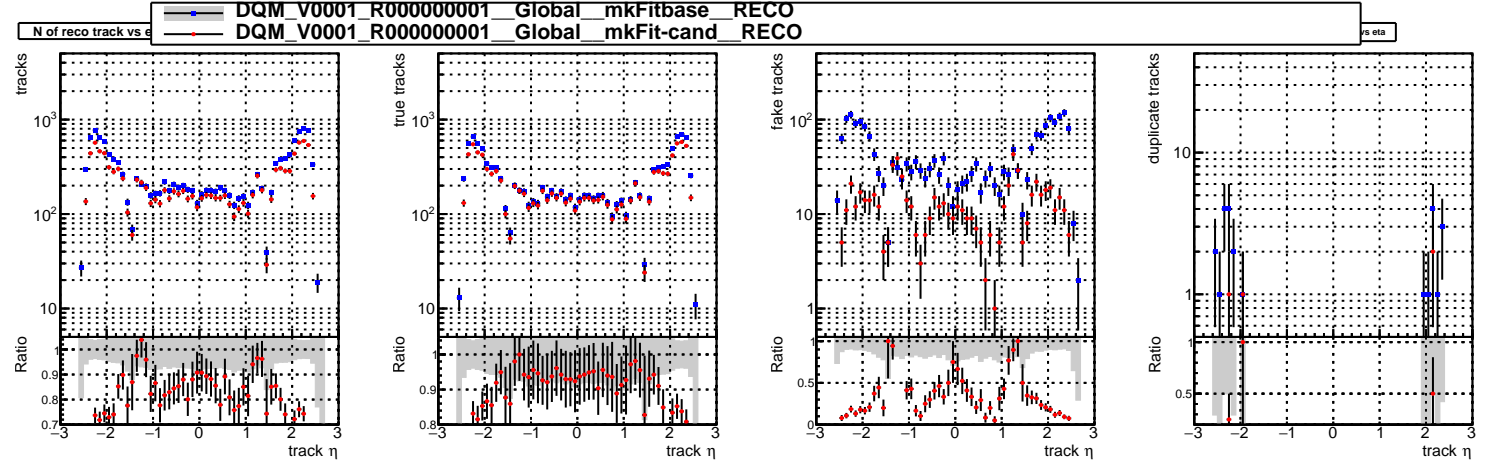 DQM_V0001_R000000001__Global__mkFitbase__RECO
DQM_V0001_R000000001__Global__mkFit-cand__RECO
N of reco track vs e
vs eta
tracks
10³
10²
10
Ratio
1
0.9
0.8
0.7
−3 −2 −1 0 1 2 3
track η
true tracks
10³
10²
10
Ratio
1
0.9
0.8
−3 −2 −1 0 1 2 3
track η
fake tracks
10²
10
1
Ratio
1
0.5
0
−3 −2 −1 0 1 2 3
track η
duplicate tracks
10
1
Ratio
1
0.5
−3 −2 −1 0 1 2 3
track η